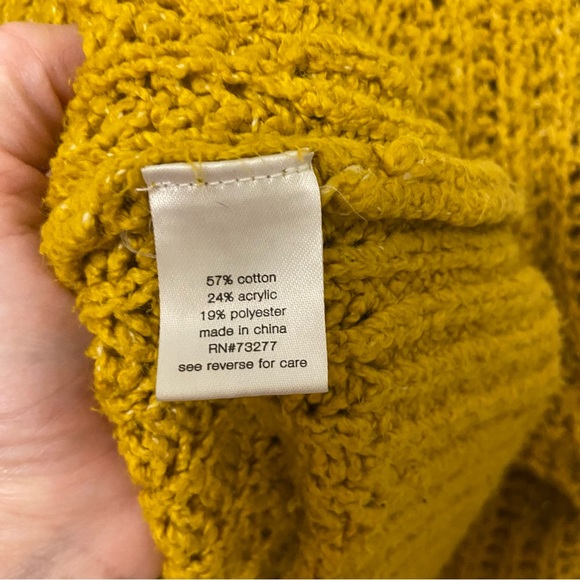 57% cotton
24% acrylic
19% polyester
made in china
RN#73277
see reverse for care